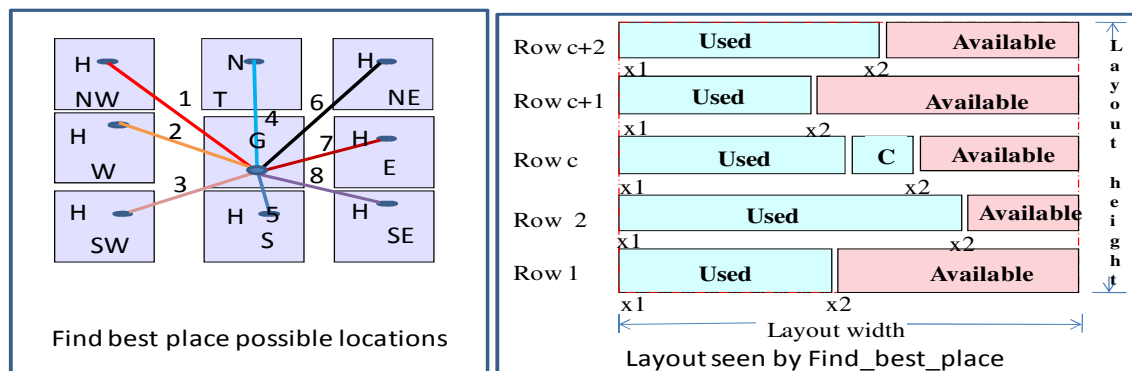 H
NW
N
T
H
NE
1
6
4
H
W
2
G
7
H
E
3
8
H
SW
H
5
S
H
SE
Find best place possible locations
Row c+2
Used
Available
x1
x2
Row c+1
Used
Available
x1
x2
Row c
Used
C
Available
x1
x2
Row 2
Used
Available
x1
x2
Row 1
Used
Available
x1
x2
Layout height
Layout width
Layout seen by Find_best_place